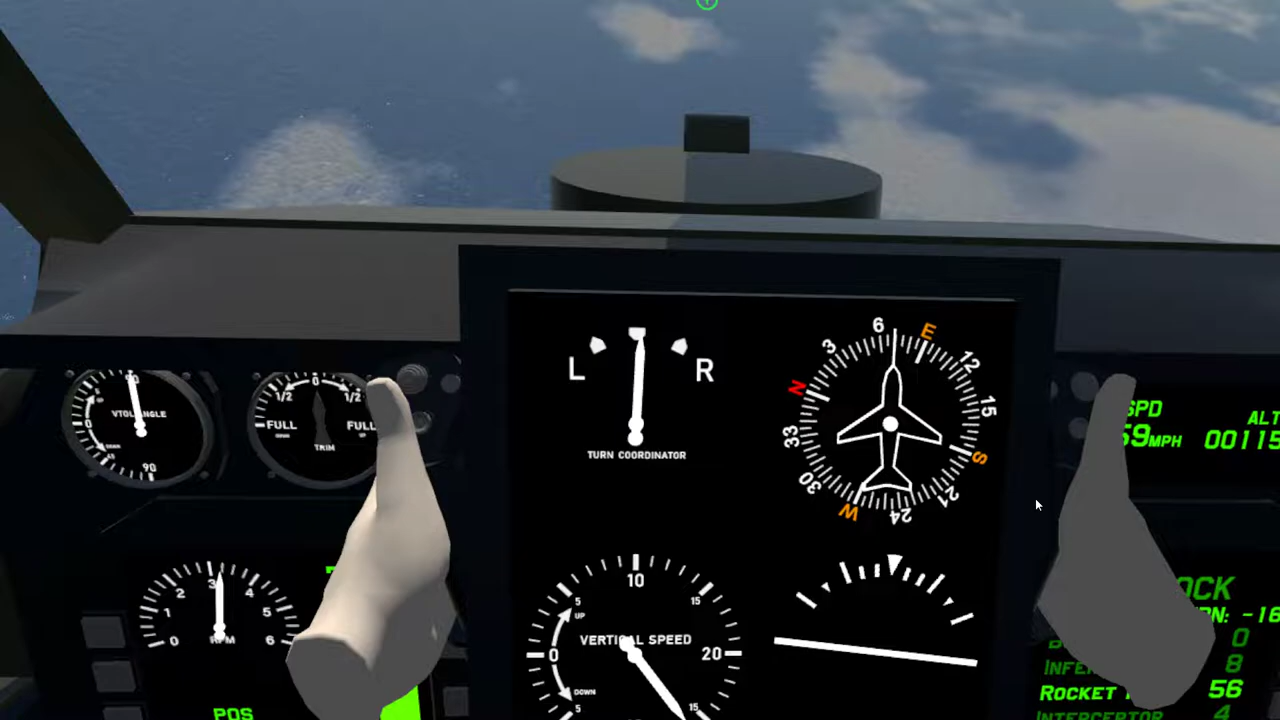 L
R
TURN COORDINATOR
N
3
6
E
12
15
S
21
24
W
30
33
VTOL ANGLE
0
90
1/2
0
1/2
FULL
FULL
TRIM
SPD
59MPH
ALT
00115
0
1
2
3
4
5
6
RPM
POS
10
5
15
UP
VERTICAL SPEED
0
20
DOWN
5
15
0
8
ROCKET
56
INTERCEPTOR
4